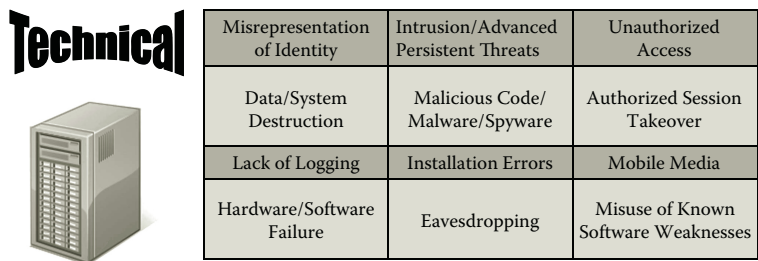 Technical
Misrepresentation
of Identity
Intrusion/Advanced
Persistent Threats
Unauthorized
Access
Data/System
Destruction
Malicious Code/
Malware/Spyware
Authorized Session
Takeover
Lack of Logging
Installation Errors
Mobile Media
Hardware/Software
Failure
Eavesdropping
Misuse of Known
Software Weaknesses